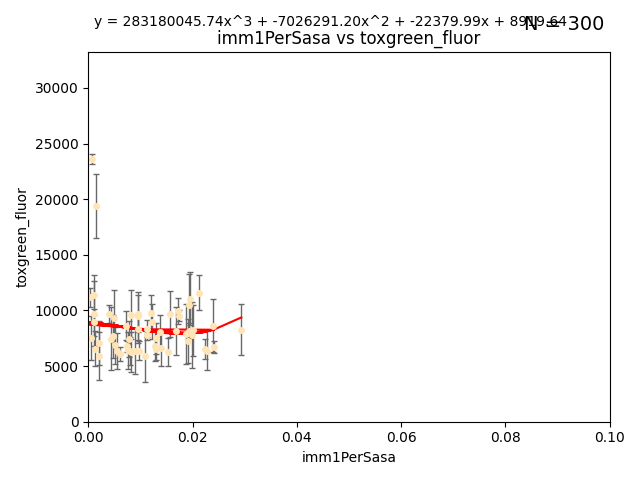 y = 283180045.74x^3 + -7026291.20x^2 + -22379.99x +
N = 300
imm1PerSasa vs toxgreen_fluor
toxgreen_fluor
30000
25000
20000
15000
10000
5000
0
0.00 0.02 0.04 0.06 0.08 0.10
imm1PerSasa